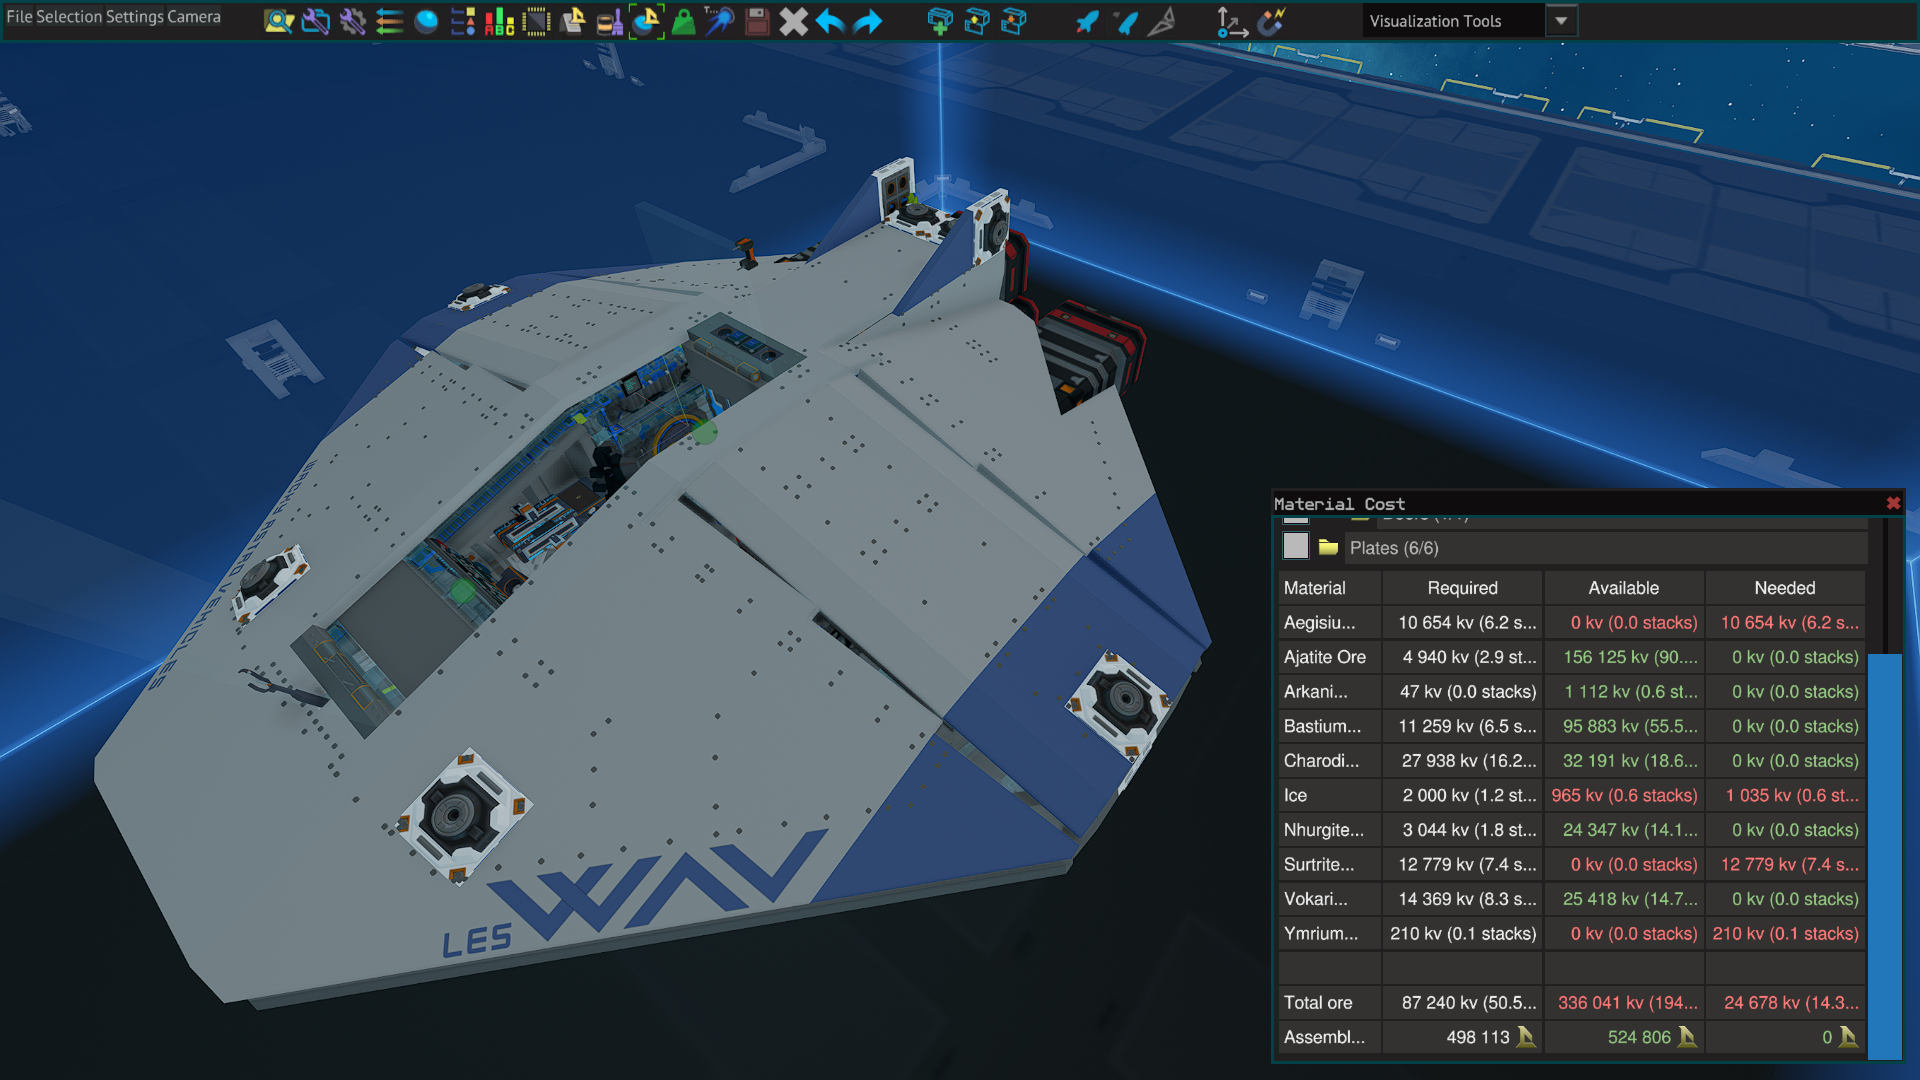 File Selection Settings Camera
Visualization Tools
WACKY ASTRO VEHICLES
LES WAV
Material Cost
Plates (6/6)
Material Required Available Needed
Aegisiu... 10 654 kv (6.2 s... 0 kv (0.0 stacks) 10 654 kv (6.2 s...
Ajatite Ore 4 940 kv (2.9 st... 156 125 kv (90.... 0 kv (0.0 stacks)
Arkani... 47 kv (0.0 stacks) 1 112 kv (0.6 st... 0 kv (0.0 stacks)
Bastium... 11 259 kv (6.5 s... 95 883 kv (55.5... 0 kv (0.0 stacks)
Charodi... 27 938 kv (16.2... 32 191 kv (18.6... 0 kv (0.0 stacks)
Ice 2 000 kv (1.2 st... 965 kv (0.6 stacks) 1 035 kv (0.6 st...
Nhurgite... 3 044 kv (1.8 st... 24 347 kv (14.1... 0 kv (0.0 stacks)
Surtrite... 12 779 kv (7.4 s... 0 kv (0.0 stacks) 12 779 kv (7.4 s...
Vokari... 14 369 kv (8.3 s... 25 418 kv (14.7... 0 kv (0.0 stacks)
Ymrium... 210 kv (0.1 stacks) 0 kv (0.0 stacks) 210 kv (0.1 stacks)
Total ore 87 240 kv (50.5... 336 041 kv (194... 24 678 kv (14.3...
Assembl... 498 113 524 806 0